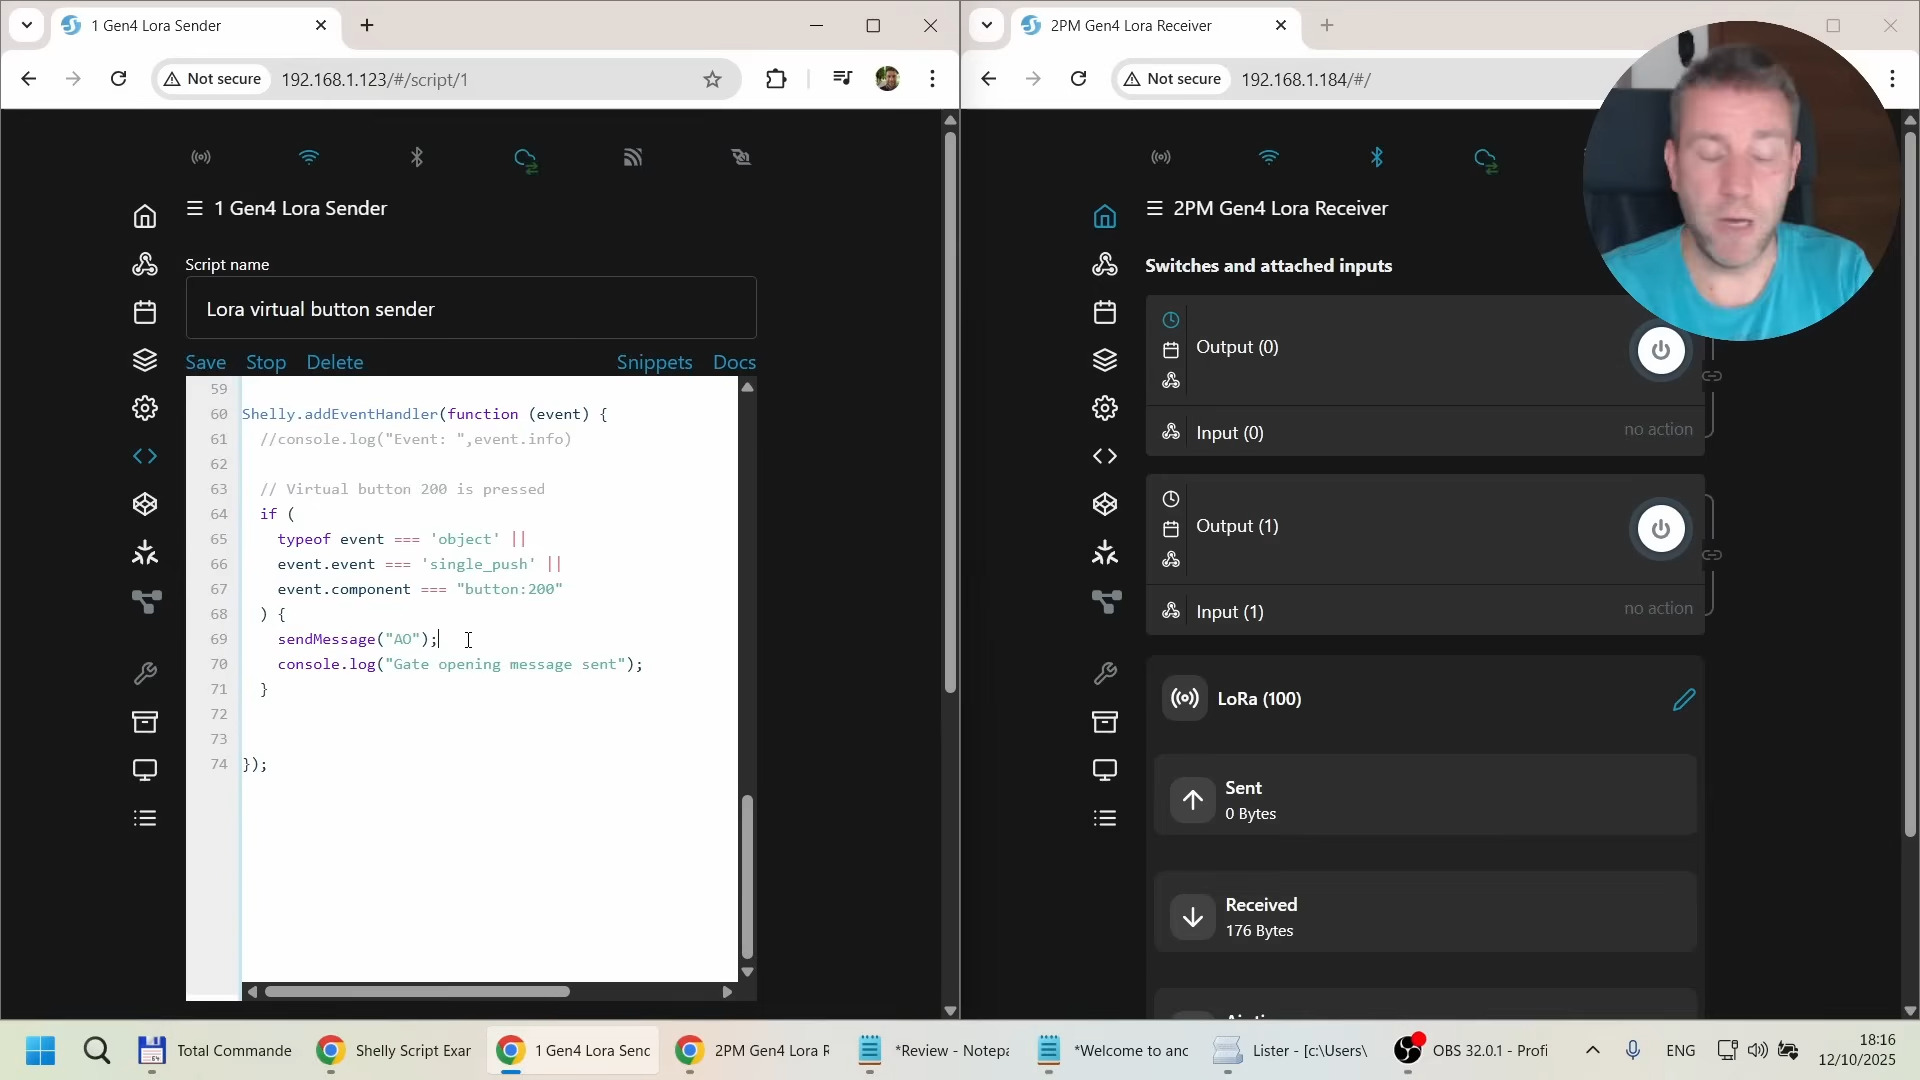 1 Gen4 Lora Sender
Not secure
192.168.1.123/#/script/1
1 Gen4 Lora Sender
Script name
Lora virtual button sender
Save
Stop
Delete
Snippets
Docs
59
60 Shelly.addEventHandler(function (event) {
61 //console.log("Event: ",event.info)
62
63 // Virtual button 200 is pressed
64 if (
65 typeof event === 'object' ||
66 event.event === 'single_push' ||
67 event.component === "button:200"
68 ) {
69 sendMessage("AO");
70 console.log("Gate opening message sent");
71 }
72
73
74 });
2PM Gen4 Lora Receiver
Not secure
192.168.1.184/#/
2PM Gen4 Lora Receiver
Switches and attached inputs
Output (0)
Input (0)
no action
Output (1)
Input (1)
no action
LoRa (100)
Sent
0 Bytes
Received
176 Bytes
Total Commande
Shelly Script Exar
1 Gen4 Lora Senc
2PM Gen4 Lora R
*Review - Notepa
*Welcome to anc
Lister - [c:\Users\
OBS 32.0.1 - Profi
ENG
18:16
12/10/2025